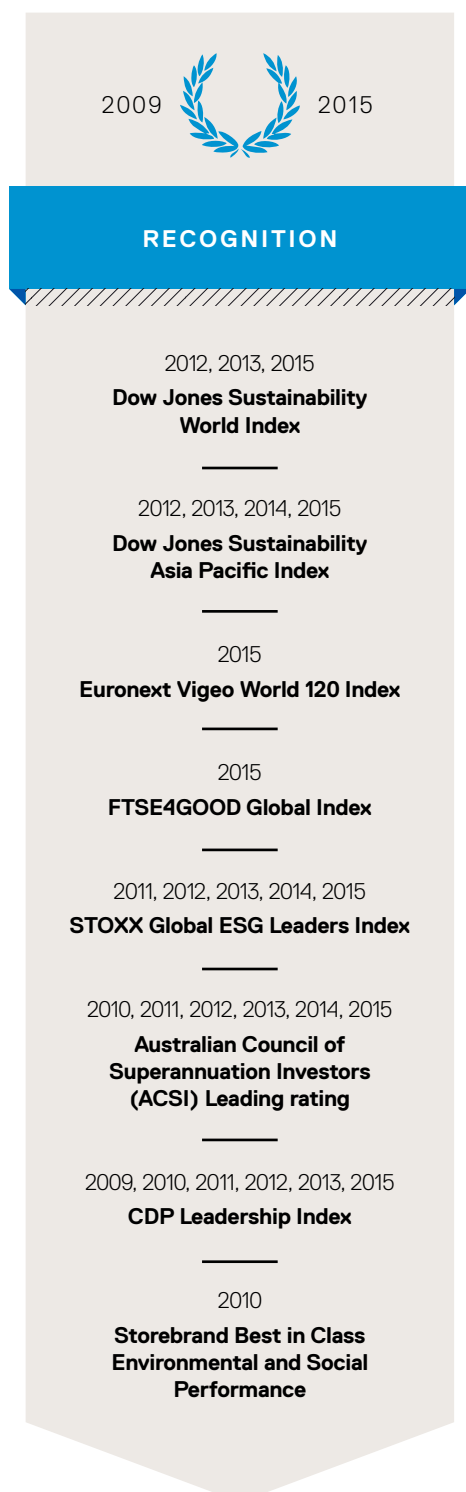 2009 2015
RECOGNITION
2012, 2013, 2015
Dow Jones Sustainability
World Index
2012, 2013, 2014, 2015
Dow Jones Sustainability
Asia Pacific Index
2015
Euronext Vigeo World 120 Index
2015
FTSE4GOOD Global Index
2011, 2012, 2013, 2014, 2015
STOXX Global ESG Leaders Index
2010, 2011, 2012, 2013, 2014, 2015
Australian Council of
Superannuation Investors
(ACSI) Leading rating
2009, 2010, 2011, 2012, 2013, 2015
CDP Leadership Index
2010
Storebrand Best in Class
Environmental and Social
Performance